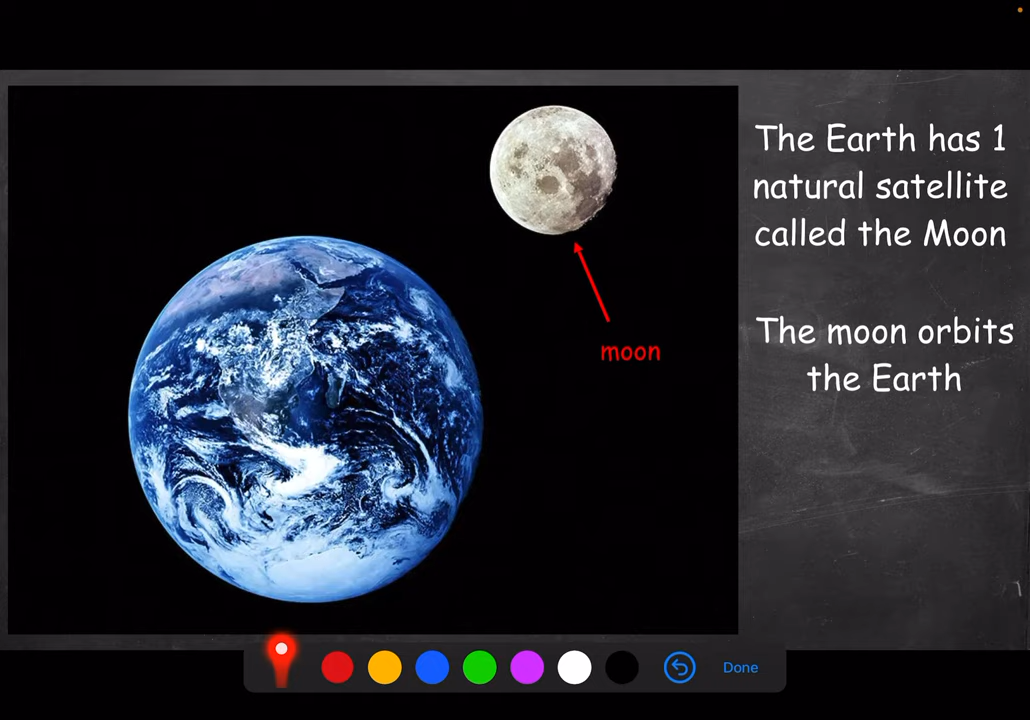 The Earth has 1
natural satellite
called the Moon
The moon orbits
the Earth
moon
Done